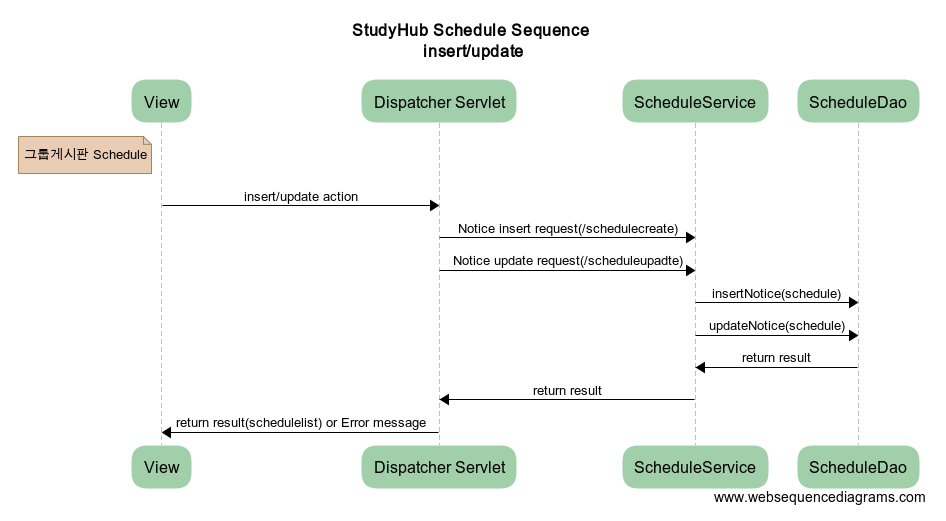 StudyHub Schedule Sequence
insert/update
View
Dispatcher Servlet
ScheduleService
ScheduleDao
그룹게시판 Schedule
insert/update action
Notice insert request(/schedulecreate)
Notice update request(/scheduleupadte)
insertNotice(schedule)
updateNotice(schedule)
return result
return result
return result(schedulelist) or Error message
View
Dispatcher Servlet
ScheduleService
ScheduleDao
www.websequencediagrams.com